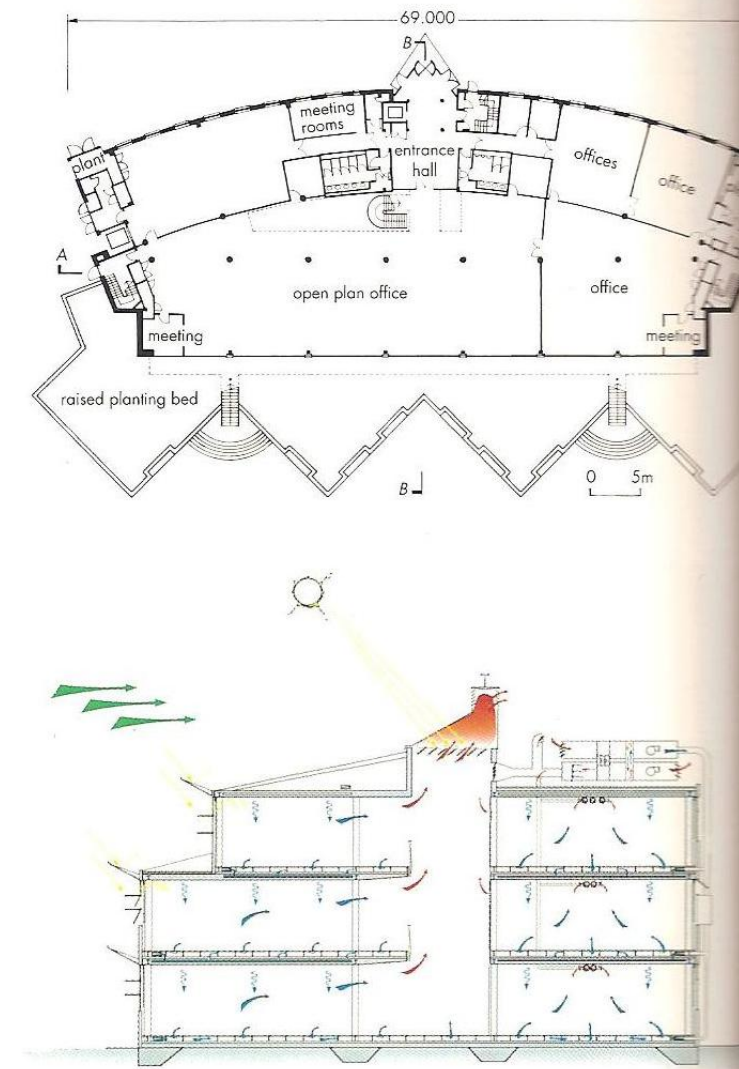 69.000
B
meeting
rooms
plant
entrance
hall
offices
office
A
open plan office
office
meeting
meeting
raised planting bed
B
0 5m